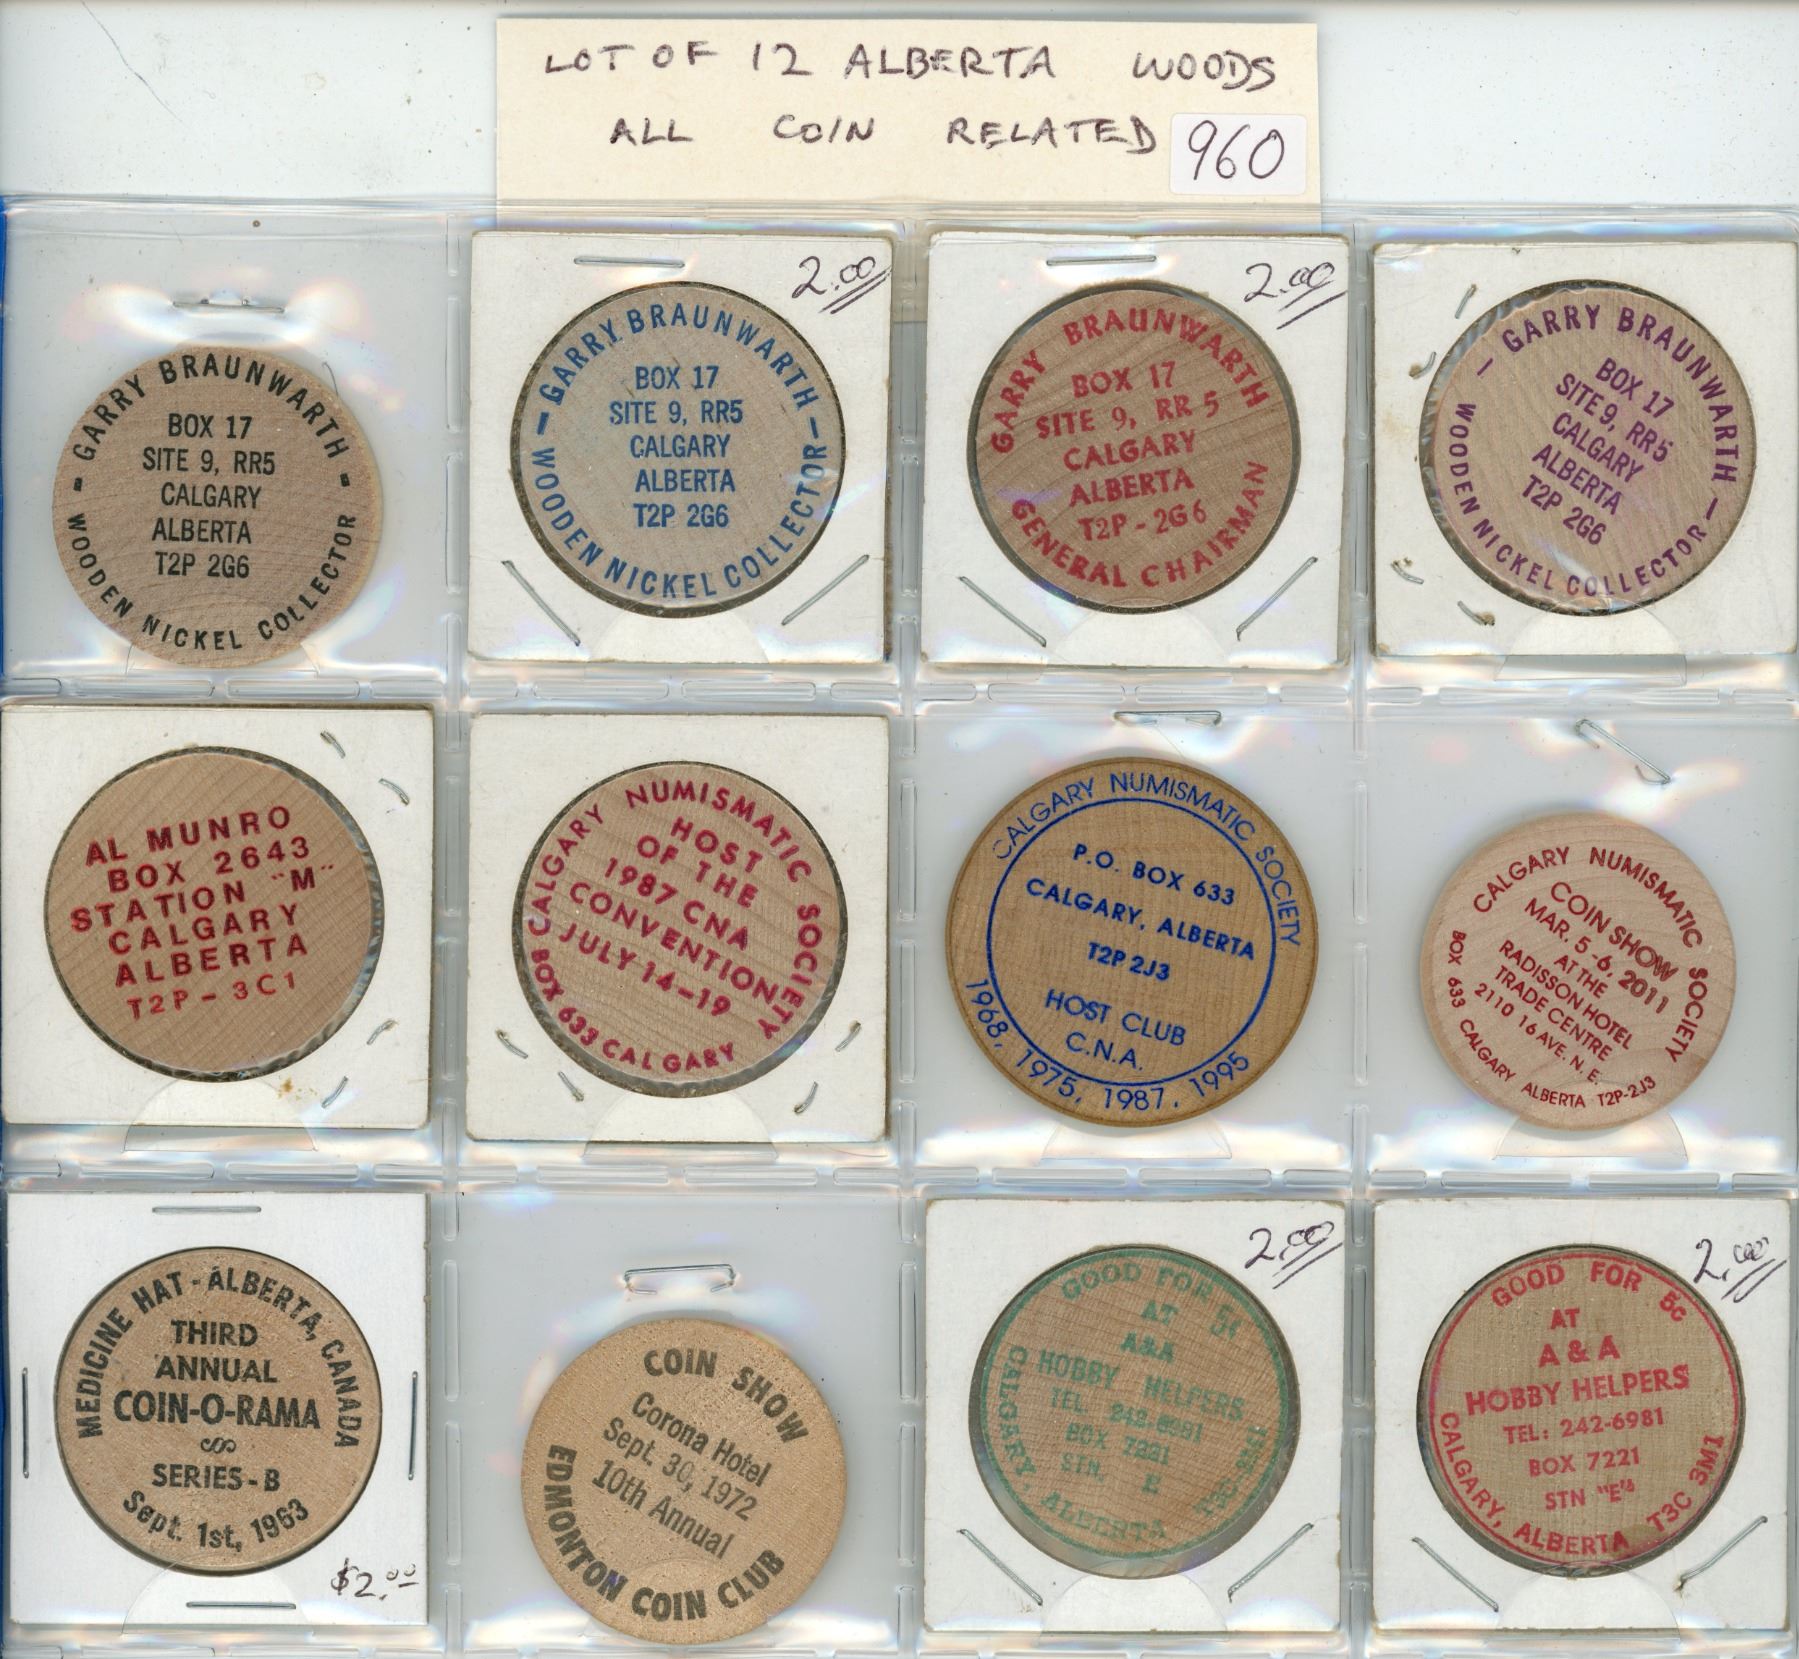 LOT OF 12 ALBERTA WOODS
ALL COIN RELATED
960
GARRY BRAUNWARTH
BOX 17
SITE 9, RR5
CALGARY
ALBERTA
T2P 2G6
WOODEN NICKEL COLLECTOR
2.00
GARRY BRAUNWARTH
BOX 17
SITE 9, RR5
CALGARY
ALBERTA
T2P 2G6
WOODEN NICKEL COLLECTOR
2.00
GARRY BRAUNWARTH
BOX 17
SITE 9, RR 5
CALGARY
ALBERTA
T2P-2G6
GENERAL CHAIRMAN
GARRY BRAUNWARTH
BOX 17
SITE 9, RR5
CALGARY
ALBERTA
T2P 2G6
WOODEN NICKEL COLLECTOR
AL MUNRO
BOX 2643
STATION "M"
CALGARY
ALBERTA
T2P-3C1
CALGARY NUMISMATIC SOCIETY
HOST
OF THE
1987 CNA
CONVENTION
JULY 14-19
BOX 633 CALGARY
CALGARY NUMISMATIC SOCIETY
P.O. BOX 633
CALGARY, ALBERTA
T2P 2J3
HOST CLUB
C.N.A.
1968, 1975, 1987, 1995
CALGARY NUMISMATIC SOCIETY
COIN SHOW
MAR. 5-6, 2011
AT THE
RADISSON HOTEL
TRADE CENTRE
2110 16 AVE. N. E.
BOX 633 CALGARY ALBERTA T2P-2J3
MEDICINE HAT-ALBERTA, CANADA
THIRD
ANNUAL
COIN-O-RAMA
SERIES-B
Sept. 1st, 1963
$2.00
COIN SHOW
Corona Hotel
Sept. 30, 1972
10th Annual
EDMONTON COIN CLUB
2.00
GOOD FOR 5¢
AT
A&A
HOBBY HELPERS
TEL. 242-6981
BOX 7221
STN. E
CALGARY, ALBERTA
2.00
GOOD FOR 5¢
AT
A & A
HOBBY HELPERS
TEL: 242-6981
BOX 7221
STN "E"
CALGARY, ALBERTA T3C 3M1